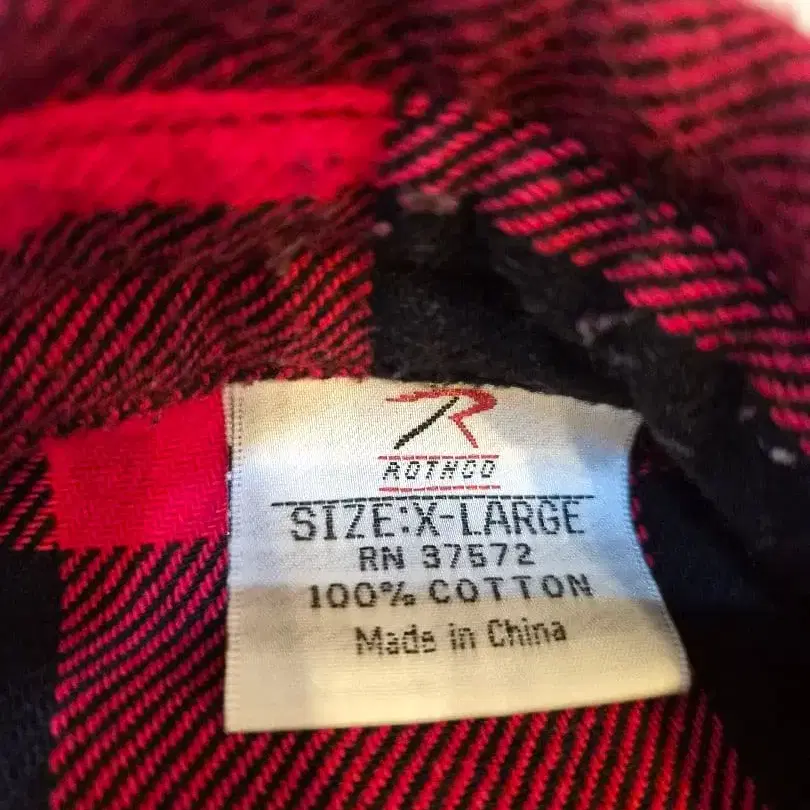 ROTHCO
SIZE:X-LARGE
RN 37572
100% COTTON
Made in China